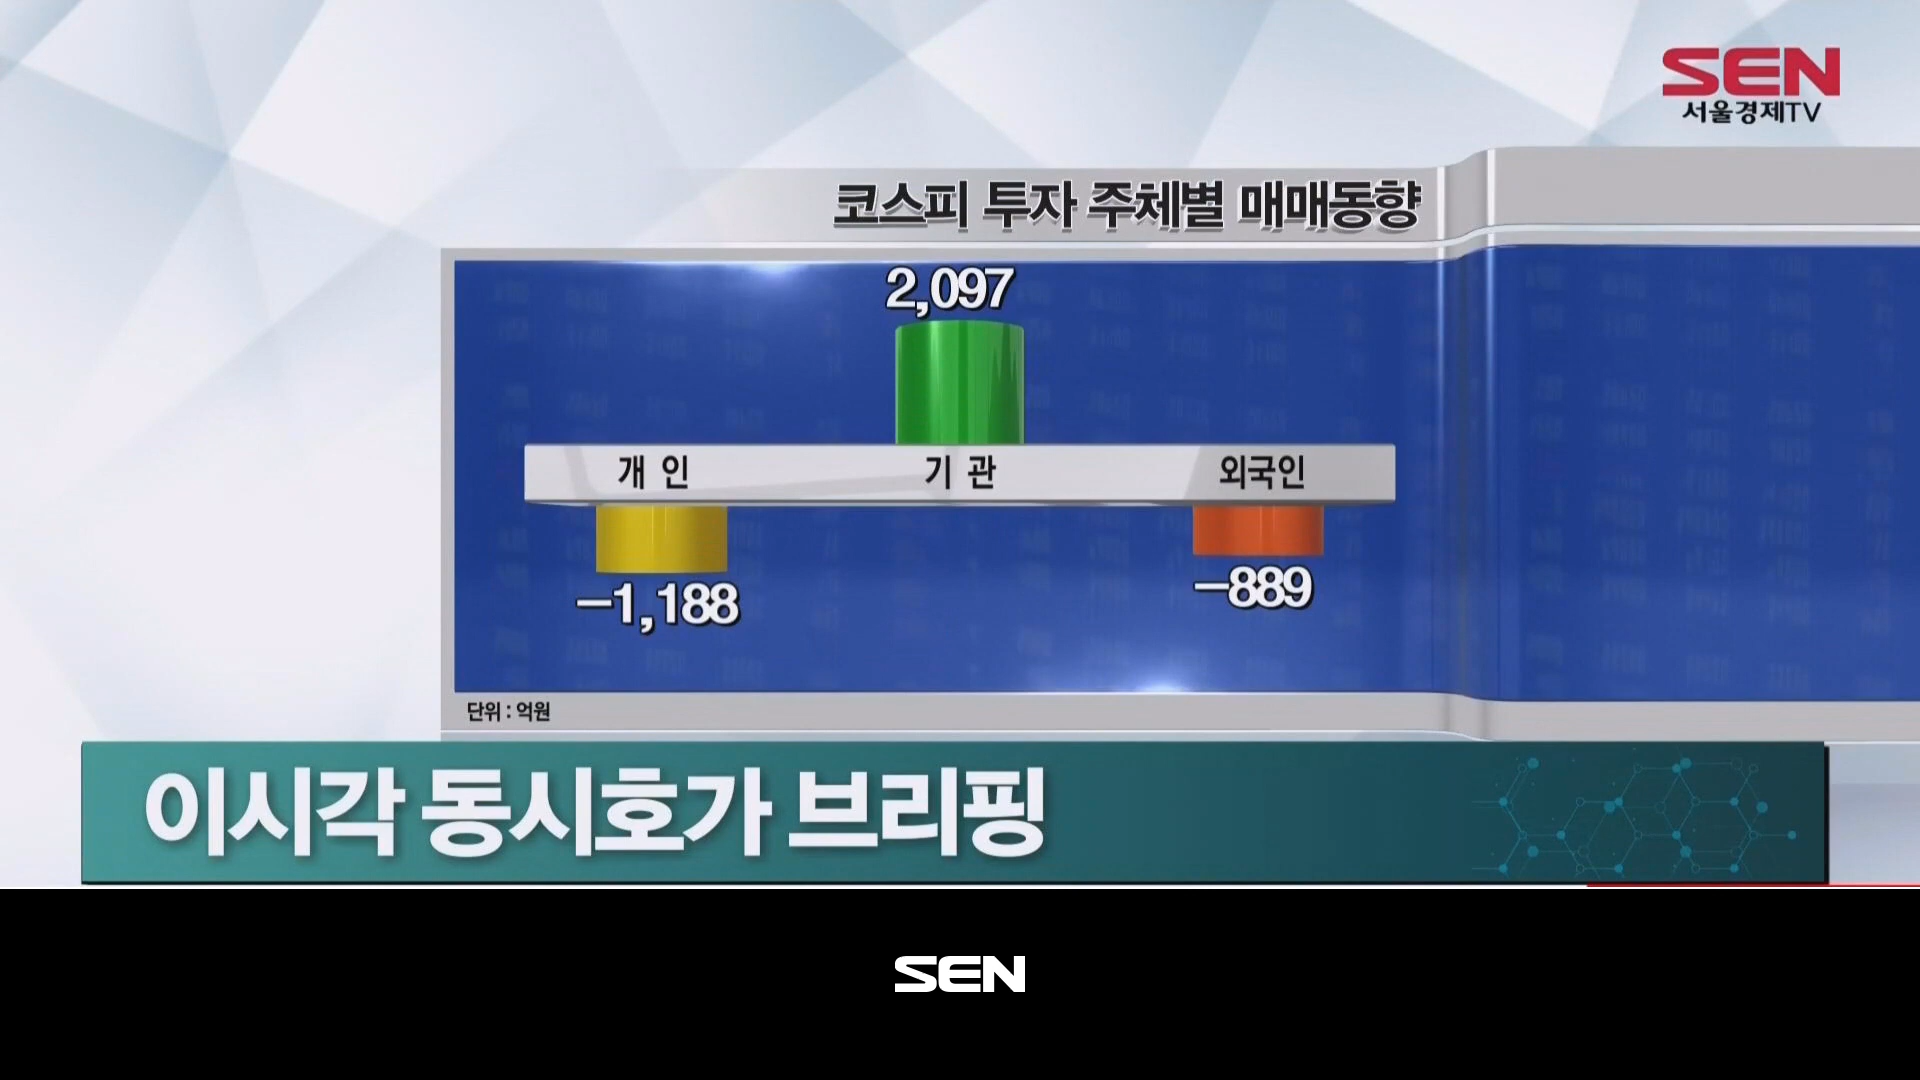 SEN
서울경제TV
코스피 투자 주체별 매매동향
2,097
개인 기관 외국인
-1,188 -889
단위 : 억원
이시각 동시호가 브리핑
SEN